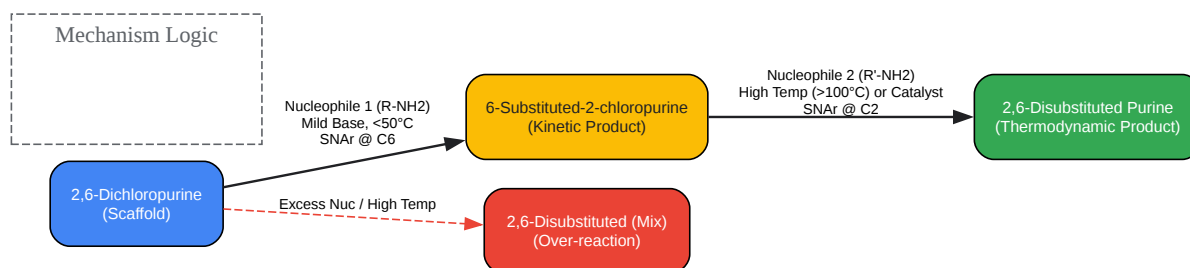 Mechanism Logic
Nucleophile 1 (R-NH2)
Mild Base, <50°C
SNAr @ C6
6-Substituted-2-chloropurine
(Kinetic Product)
Nucleophile 2 (R'-NH2)
High Temp (>100°C) or Catalyst
SNAr @ C2
2,6-Disubstituted Purine
(Thermodynamic Product)
2,6-Dichloropurine
(Scaffold)
Excess Nuc / High Temp
2,6-Disubstituted (Mix)
(Over-reaction)